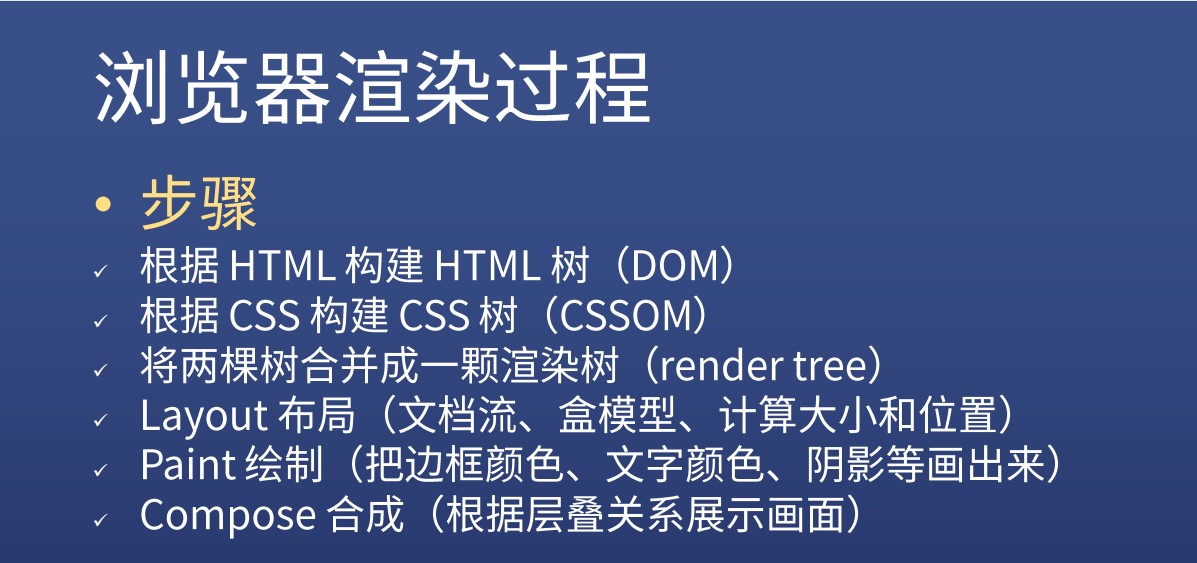 浏览器渲染过程
• 步骤
✓ 根据 HTML 构建 HTML 树（DOM）
✓ 根据 CSS 构建 CSS 树（CSSOM）
✓ 将两棵树合并成一颗渲染树（render tree）
✓ Layout 布局（文档流、盒模型、计算大小和位置）
✓ Paint 绘制（把边框颜色、文字颜色、阴影等画出来）
✓ Compose 合成（根据层叠关系展示画面）